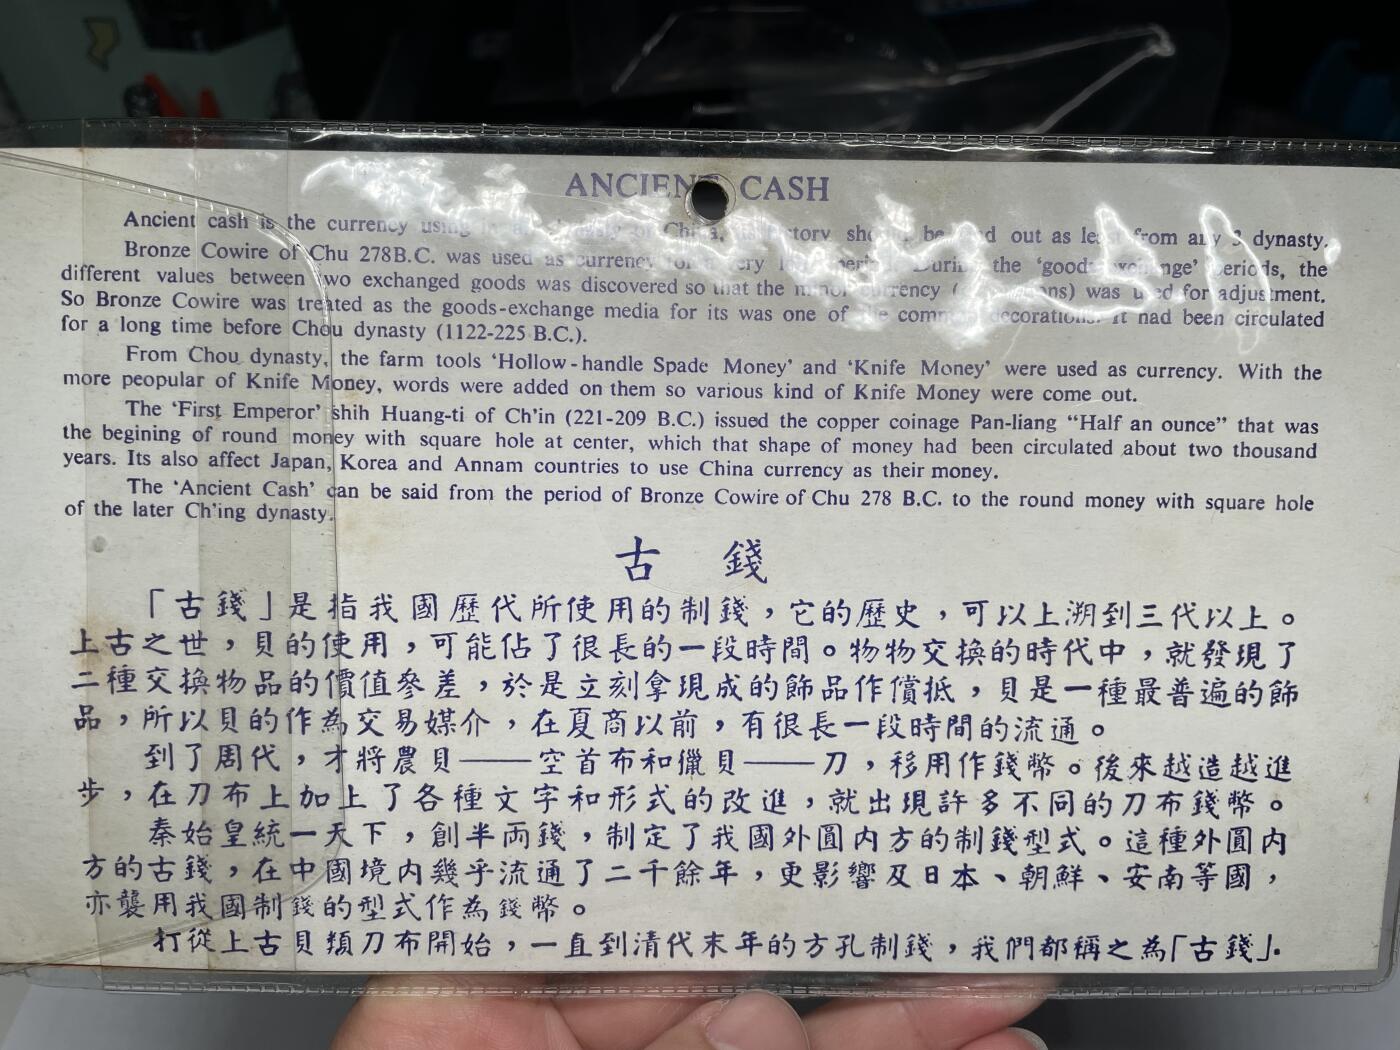 ANCIENT CASH
Ancient cash is the currency using in of China, its history should be out as least from any 3 dynasty.
Bronze Cowire of Chu 278B.C. was used as currency for a very period. During the ‘goods exchange’ periods, the
different values between two exchanged goods was discovered so that the minor currency ( ) was used for adjustment.
So Bronze Cowire was treated as the goods-exchange media for its was one of the common decorations. It had been circulated
for a long time before Chou dynasty (1122-225 B.C.).
From Chou dynasty, the farm tools ‘Hollow-handle Spade Money’ and ‘Knife Money’ were used as currency. With the
more peopular of Knife Money, words were added on them so various kind of Knife Money were come out.
The ‘First Emperor’ shih Huang-ti of Ch’in (221-209 B.C.) issued the copper coinage Pan-liang “Half an ounce” that was
the begining of round money with square hole at center, which that shape of money had been circulated about two thousand
years. Its also affect Japan, Korea and Annam countries to use China currency as their money.
The ‘Ancient Cash’ can be said from the period of Bronze Cowire of Chu 278 B.C. to the round money with square hole
of the later Ch’ing dynasty.
古 錢
「古錢」是指我國歷代所使用的制錢，它的歷史，可以上溯到三代以上。
上古之世，貝的使用，可能佔了很長的一段時間。物物交換的時代中，就發現了
二種交換物品的價值參差，於是立刻拿現成的飾品作償抵，貝是一種最普遍的飾
品，所以貝的作為交易媒介，在夏商以前，有很長一段時間的流通。
到了周代，才將農貝——空首布和獵貝——刀，移用作錢幣。後來越造越進
步，在刀布上加上了各種文字和形式的改進，就出現許多不同的刀布錢幣。
秦始皇統一天下，創半両錢，制定了我國外圓内方的制錢型式。這種外圓内
方的古錢，在中國境內幾乎流通了二千餘年，更影響及日本、朝鮮、安南等國，
亦襲用我國制錢的型式作為錢幣。
打從上古貝類刀布開始，一直到清代末年的方孔制錢，我們都稱之為「古錢」.